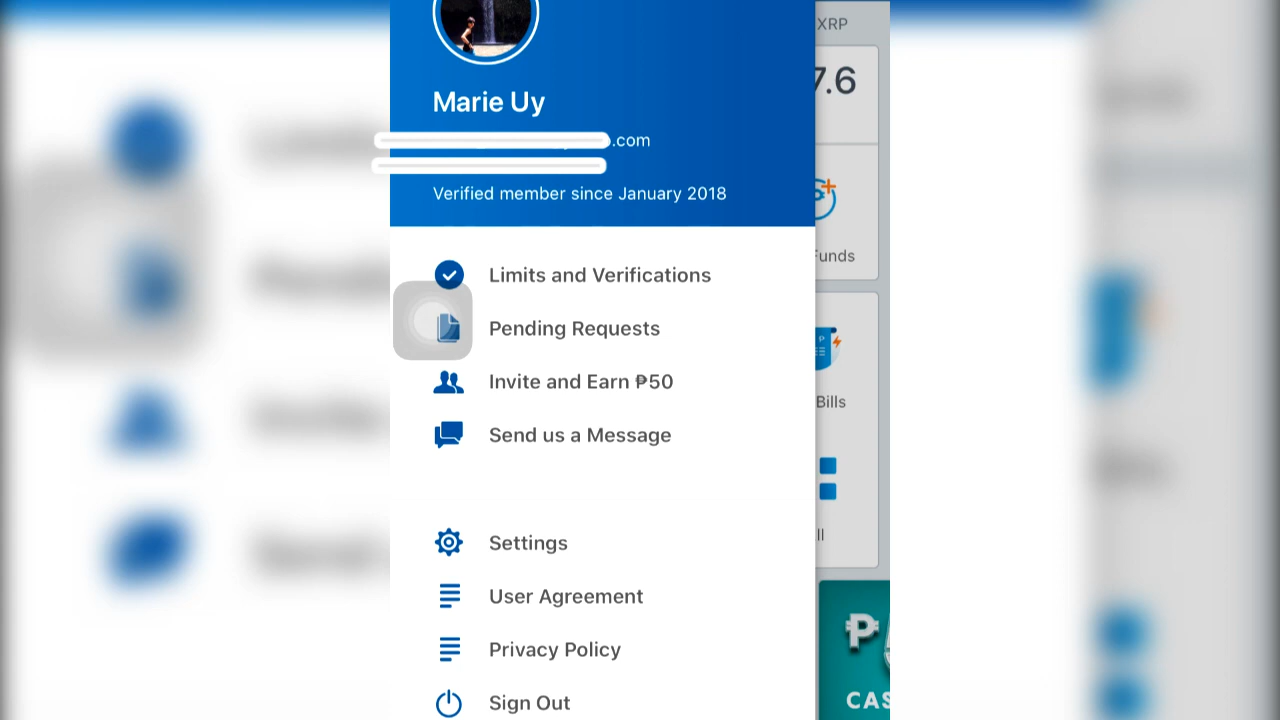 Marie Uy
.com
Verified member since January 2018
Limits and Verifications
Pending Requests
Invite and Earn ₱50
Send us a Message
Settings
User Agreement
Privacy Policy
Sign Out
XRP
7.6
Funds
Bills
ll
₱
CAS